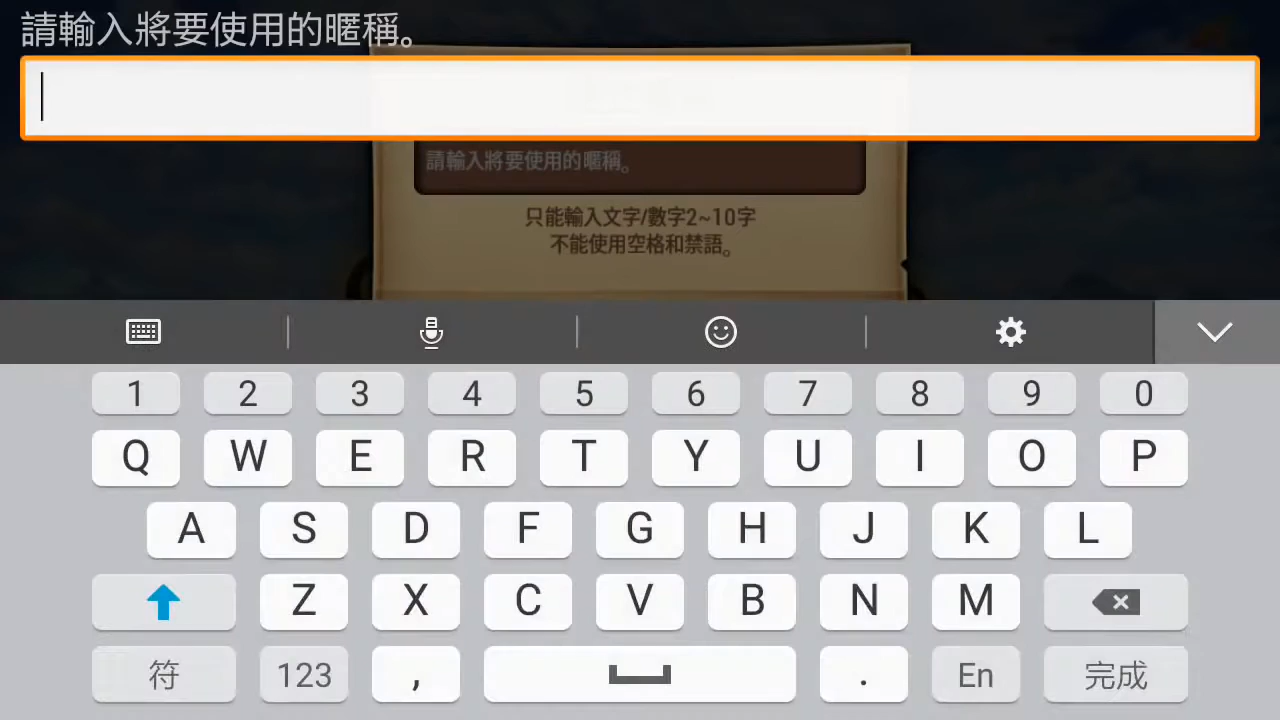 請輸入將要使用的暱稱。
請輸入將要使用的暱稱。
只能輸入文字/數字2~10字
不能使用空格和禁語。
1 2 3 4 5 6 7 8 9 0
Q W E R T Y U I O P
A S D F G H J K L
Z X C V B N M
符 123 , . En 完成